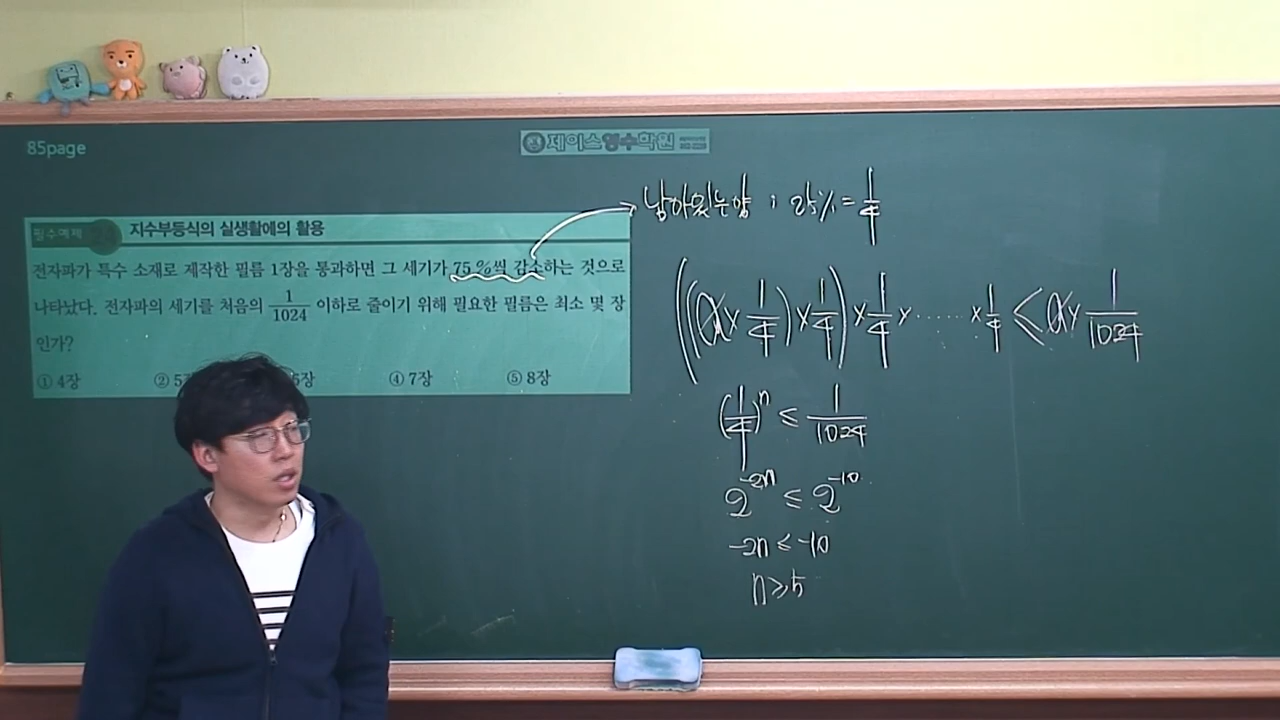 85page
제이스영수학원
필수예제
지수부등식의 실생활에의 활용
전자파가 특수 소재로 제작한 필름 1장을 통과하면 그 세기가 75%씩 감소하는 것으로
나타났다. 전자파의 세기를 처음의 1/1024 이하로 줄이기 위해 필요한 필름은 최소 몇 장
인가?
① 4장 ② 5 6장 ④ 7장 ⑤ 8장
남아있는양 : 25% = 1/4
(((a× 1/4)× 1/4)× 1/4 × ...... × 1/4 ≤ a× 1/1024
(1/4)^n ≤ 1/1024
2^-2n ≤ 2^-10
-2n ≤ -10
n ≥ 5